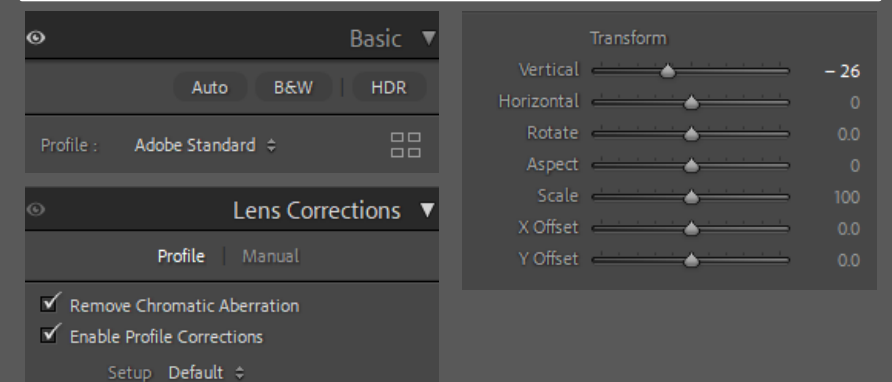 Basic
Auto B&W HDR
Profile : Adobe Standard
Lens Corrections
Profile Manual
Remove Chromatic Aberration
Enable Profile Corrections
Setup Default
Transform
Vertical – 26
Horizontal 0
Rotate 0.0
Aspect 0
Scale 100
X Offset 0.0
Y Offset 0.0